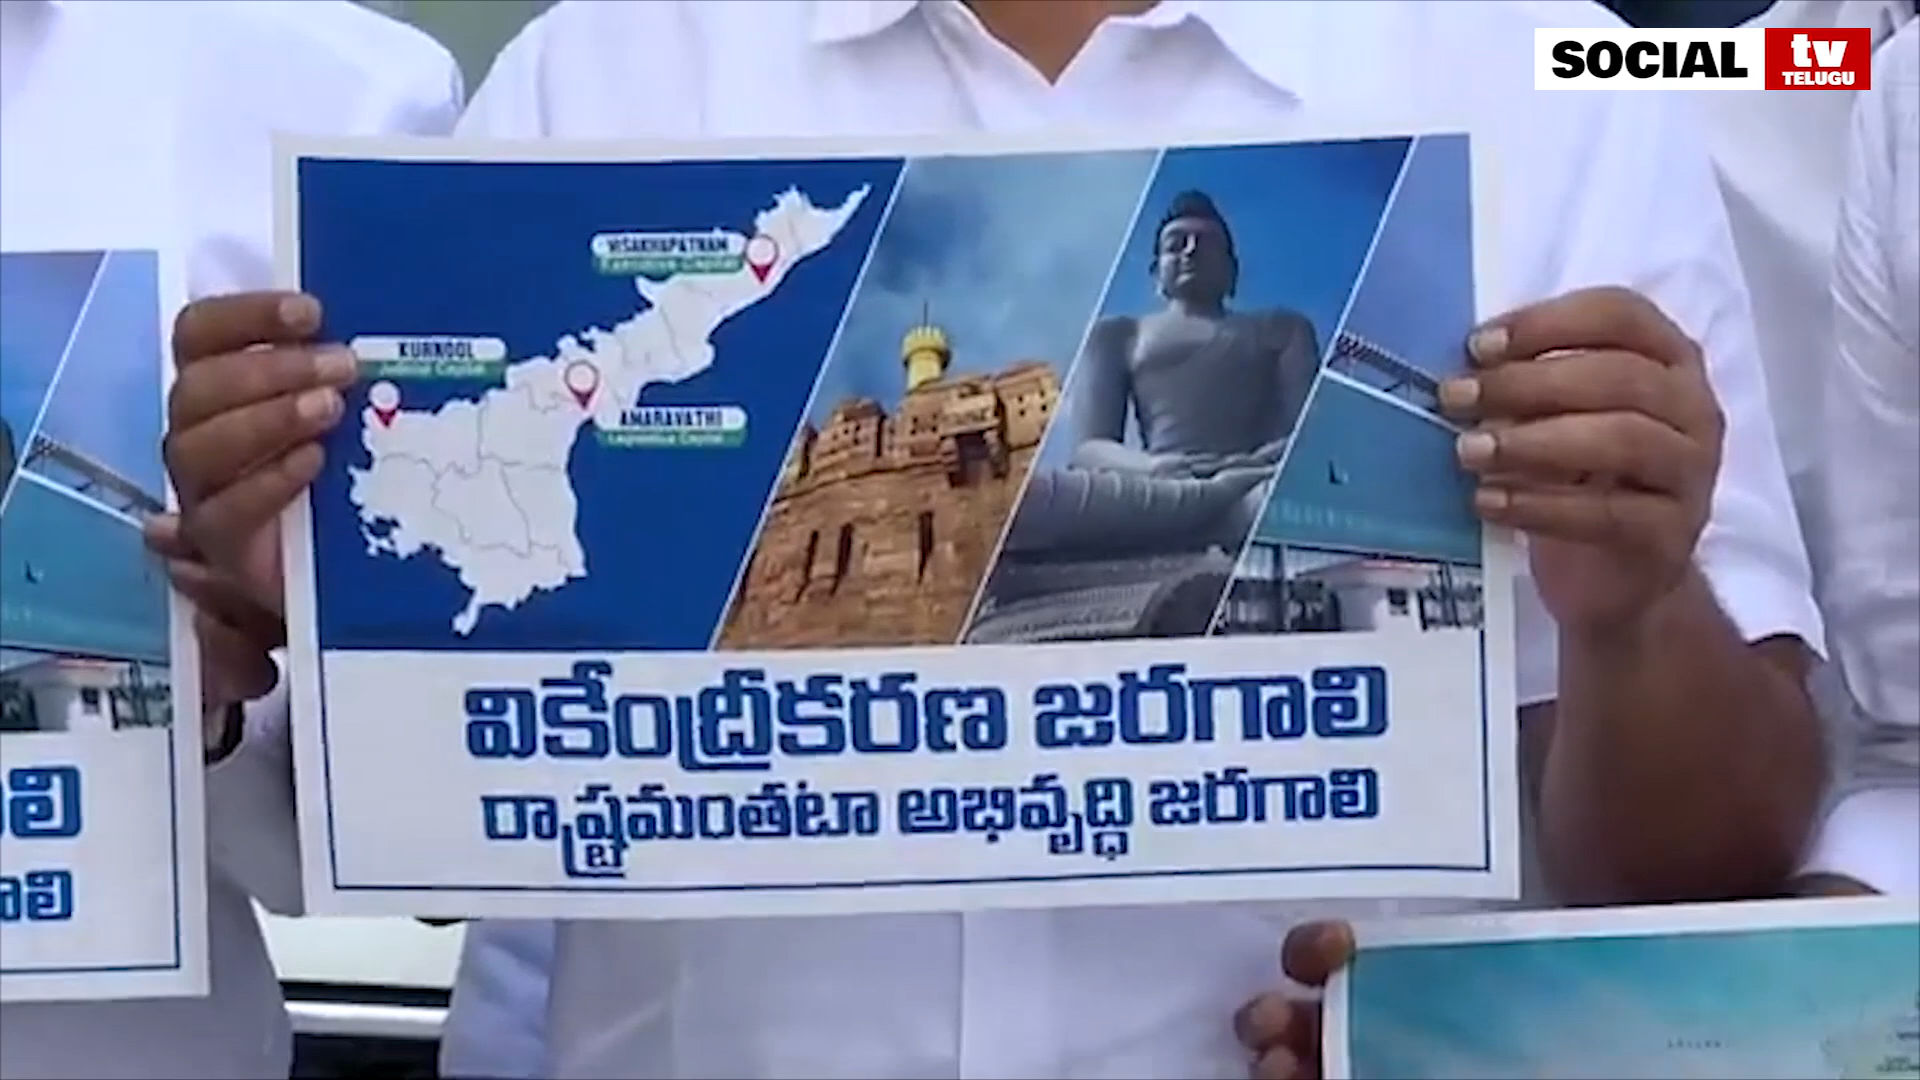 SOCIAL tv
TELUGU
VISAKHAPATNAM
Executive Capital
KURNOOL
Judicial Capital
AMARAVATHI
Legislative Capital
వికేంద్రీకరణ జరగాలి
రాష్ట్రమంతటా అభివృద్ధి జరగాలి
లి
ాలి